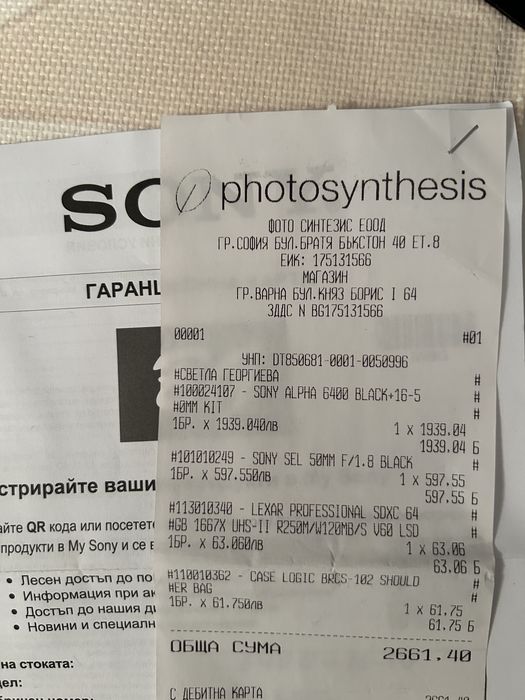 photosynthesis
ФОТО СИНТЕЗИС ЕООД
ГР.СОФИЯ БУЛ.БРАТЯ БЪКСТОН 40 ЕТ.8
ЕИК: 175131566
МАГАЗИН
ГР.ВАРНА БУЛ.КНЯЗ БОРИС I 64
ЗДДС N BG175131566
00001 #01
УНП: DT850681-0001-0050996
#СВЕТЛА ГЕОРГИЕВА #
#100024107 - SONY ALPHA 6400 BLACK+16-5 #
#0MM KIT #
1БР. x 1939.040лв 1 x 1939.04
1939.04 Б
#101010249 - SONY SEL 50MM F/1.8 BLACK #
1БР. x 597.550лв 1 x 597.55
597.55 Б
#113010340 - LEXAR PROFESSIONAL SDXC 64 #
#GB 1667X UHS-II R250M/W120MB/S V60 LSD #
1БР. x 63.060лв 1 x 63.06
63.06 Б
#110010362 - CASE LOGIC BRCS-102 SHOULD #
#ER BAG #
1БР. x 61.750лв 1 x 61.75
61.75 Б
ОБЩА СУМА 2661.40
С ДЕБИТНА КАРТА 2661.40
SO
ГАРАНЦ
стрирайте ваши
айте QR кода или посетете
продукти в My Sony и се в
• Лесен достъп до по
• Информация при ак
• Достъп до нашия ди
• Новини и специалн
на стоката:
дел: